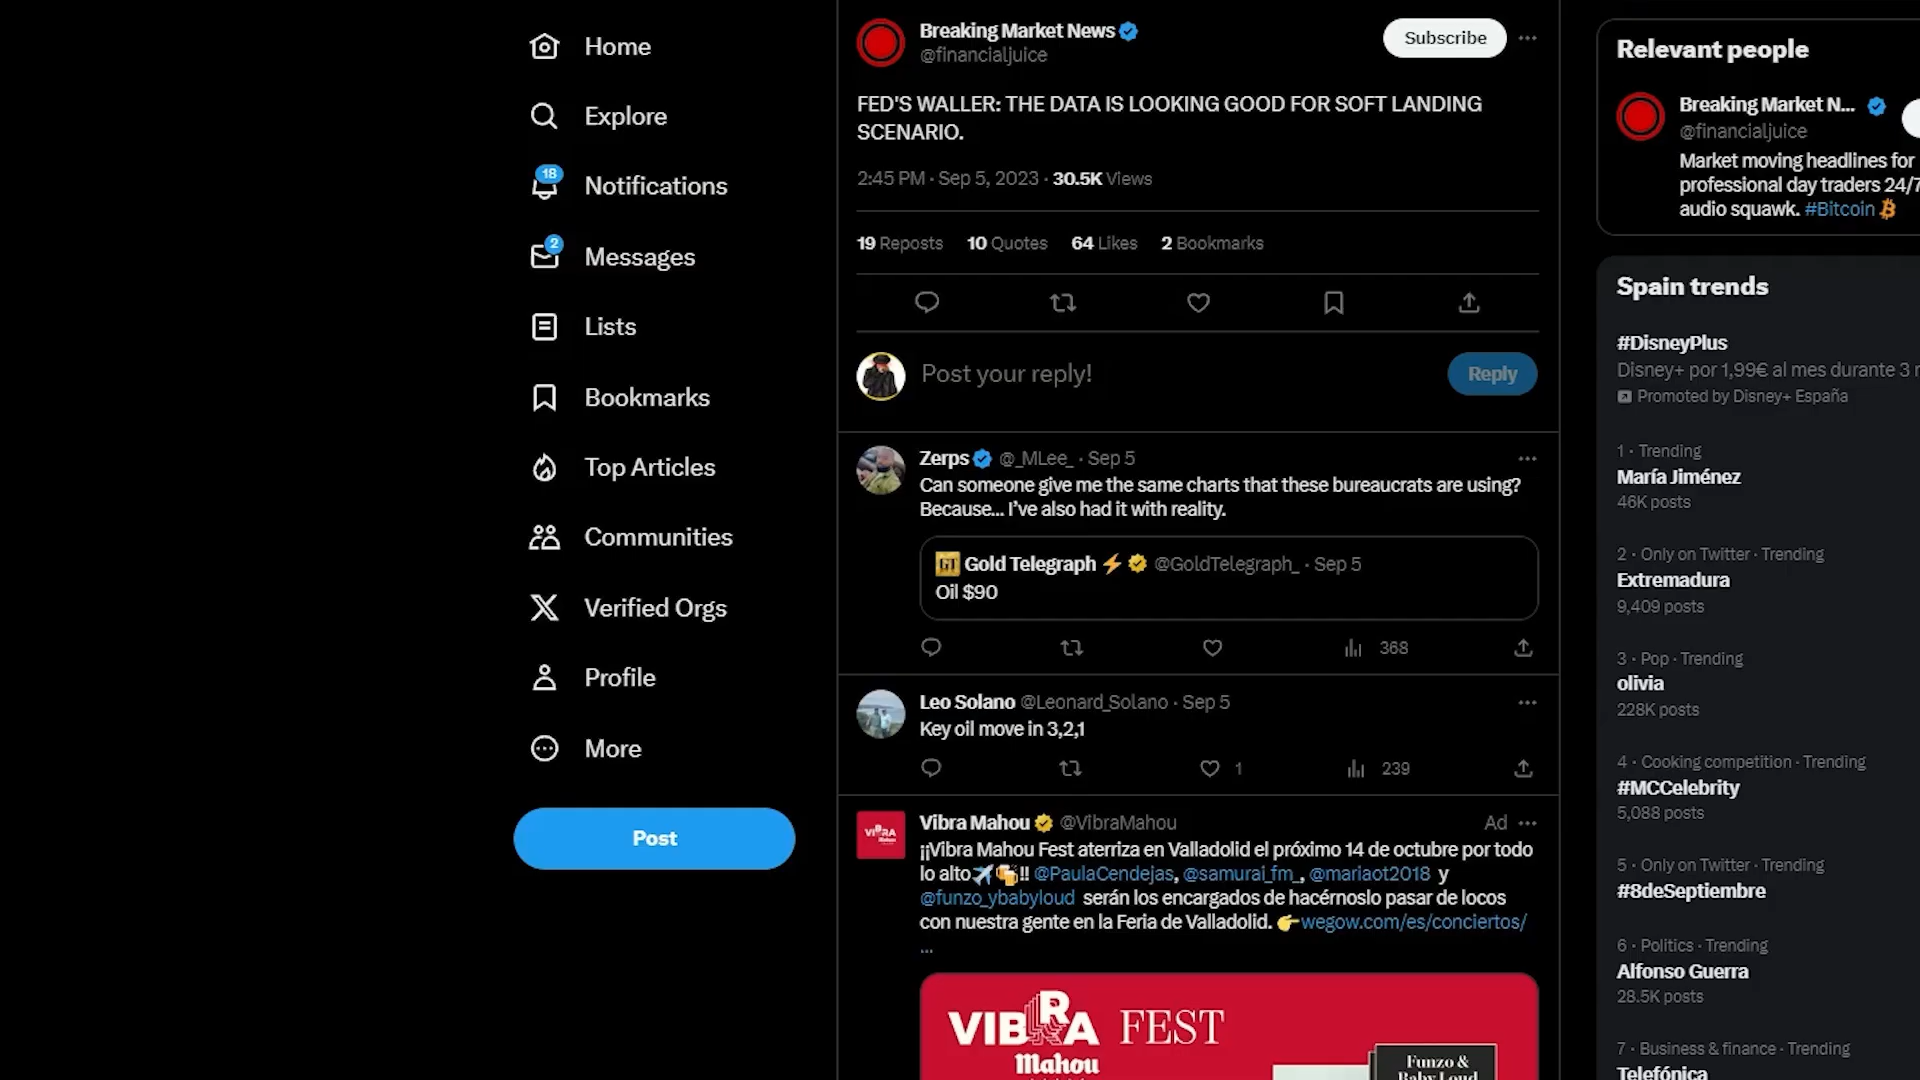 Home
Explore
18
Notifications
2
Messages
Lists
Bookmarks
Top Articles
Communities
Verified Orgs
Profile
More
Post
Breaking Market News
@financialjuice
Subscribe
FED'S WALLER: THE DATA IS LOOKING GOOD FOR SOFT LANDING
SCENARIO.
2:45 PM · Sep 5, 2023 · 30.5K Views
19 Reposts 10 Quotes 64 Likes 2 Bookmarks
Post your reply!
Reply
Zerps @_MLee_ · Sep 5
Can someone give me the same charts that these bureaucrats are using?
Because... I've also had it with reality.
GT Gold Telegraph ⚡ @GoldTelegraph_ · Sep 5
Oil $90
368
Leo Solano @Leonard_Solano · Sep 5
Key oil move in 3,2,1
1 239
VIBRA
Vibra Mahou @VibraMahou Ad
¡¡Vibra Mahou Fest aterriza en Valladolid el próximo 14 de octubre por todo
lo alto✈️🍻!! @PaulaCendejas, @samurai_fm_, @mariaot2018 y
@funzo_ybabyloud serán los encargados de hacérnoslo pasar de locos
con nuestra gente en la Feria de Valladolid. 👉wegow.com/es/conciertos/
...
VIBRA FEST
Mahou
Funzo &
Baby Loud
Relevant people
Breaking Market N...
@financialjuice
Market moving headlines for
professional day traders 24/7
audio squawk. #Bitcoin
Spain trends
#DisneyPlus
Disney+ por 1,99€ al mes durante 3
Promoted by Disney+ España
1 · Trending
María Jiménez
46K posts
2 · Only on Twitter · Trending
Extremadura
9,409 posts
3 · Pop · Trending
olivia
228K posts
4 · Cooking competition · Trending
#MCCelebrity
5,088 posts
5 · Only on Twitter · Trending
#8deSeptiembre
6 · Politics · Trending
Alfonso Guerra
28.5K posts
7 · Business & finance · Trending
Telefónica